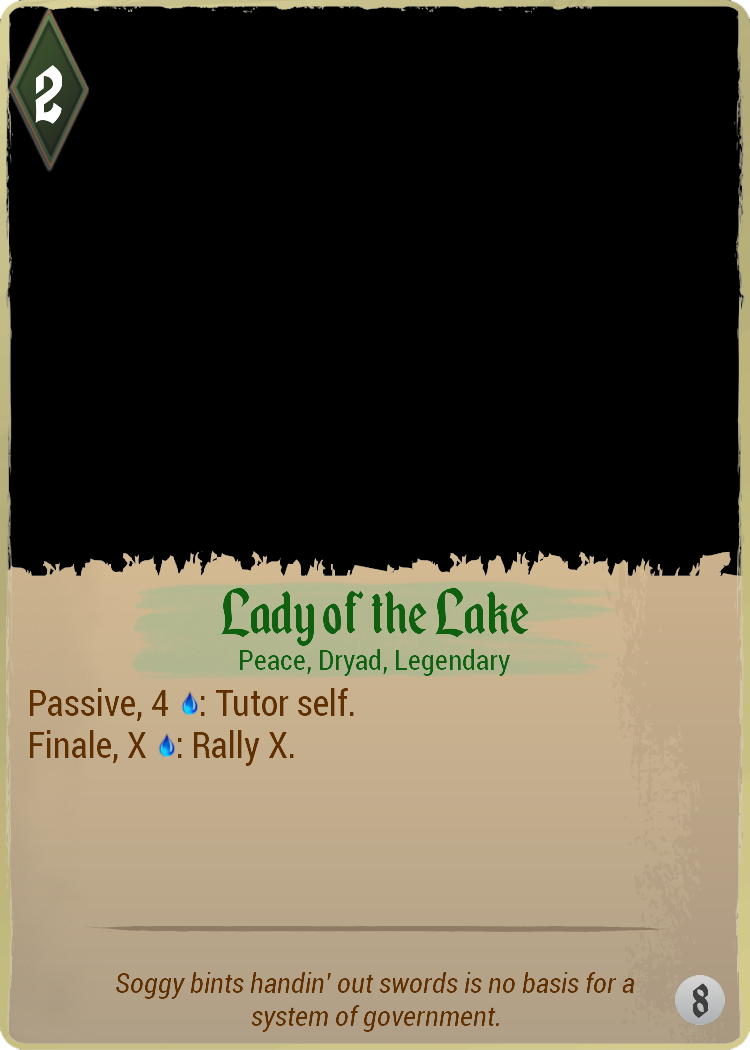 2
Lady of the Lake
Peace, Dryad, Legendary
Passive, 4 💧: Tutor self.
Finale, X 💧: Rally X.
Soggy bints handin' out swords is no basis for a
system of government.
8